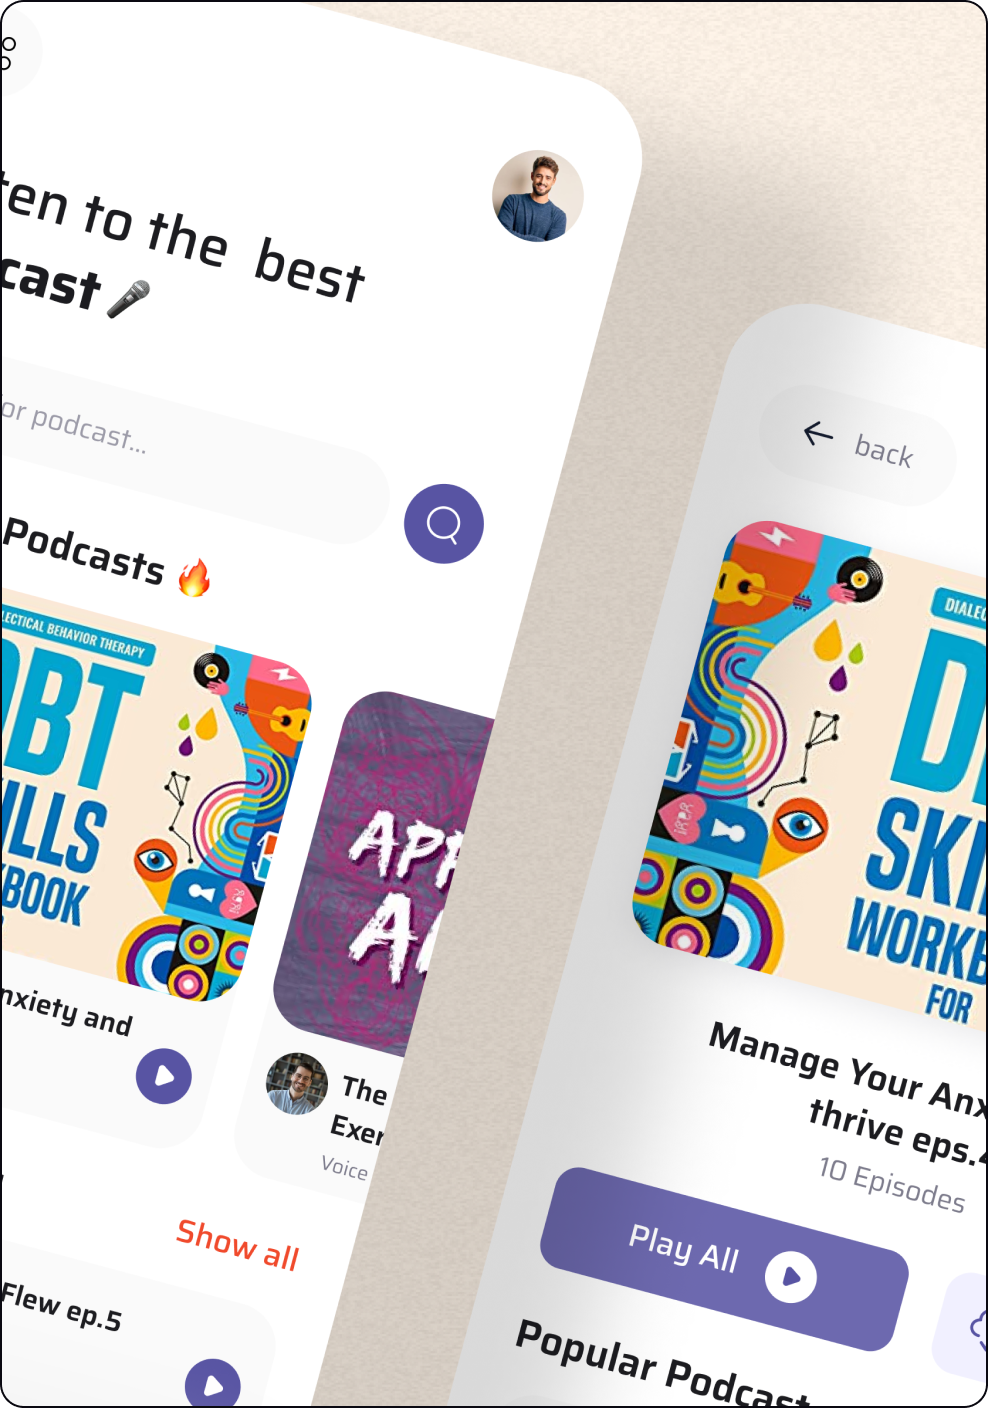 ten to the best
cast
or podcast...
Podcasts
LECTICAL BEHAVIOR THERAPY
DBT
ILLS
KBOOK
nxiety and
APP
The
Exer
Voice
Show all
Flew ep.5
back
DIALEC
SKI
WORKB
FOR
Manage Your Anx
thrive eps.4
10 Episodes
Play All
Popular Podcast